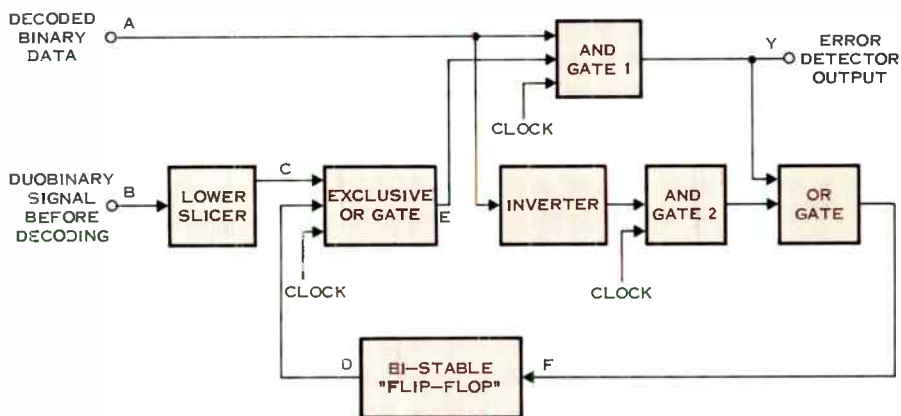 DECODED
BINARY
DATA
A
AND
GATE 1
Y
ERROR
DETECTOR
OUTPUT
CLOCK
DUOBINARY
SIGNAL
BEFORE
DECODING
B
LOWER
SLICER
C
EXCLUSIVE
OR GATE
E
INVERTER
AND
GATE 2
OR
GATE
CLOCK
CLOCK
D
BI-STABLE
"FLIP-FLOP"
F